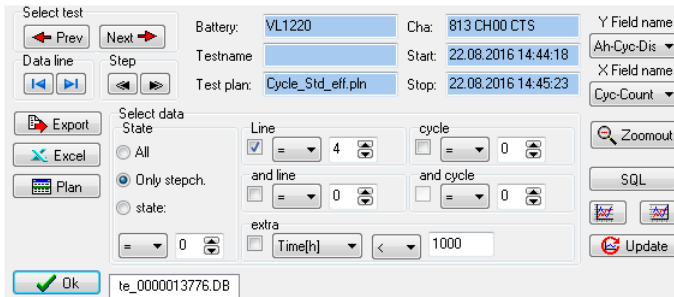 Select test
Prev
Next
Battery: VL1220
Cha: 813 CH00 CTS
Y Field name
Ah-Cyc-Dis
Testname
Start: 22.08.2016 14:44:18
X Field name
Data line
Step
Test plan: Cycle_Std_eff.pln
Stop: 22.08.2016 14:45:23
Cyc-Count
Export
Select data
State
Line
cycle
All
= 4
= 0
Zoomout
Excel
Only stepch.
and line
and cycle
SQL
Plan
= 0
= 0
state:
extra
= 0
Time[h] < 1000
Update
Ok
te_0000013776.DB